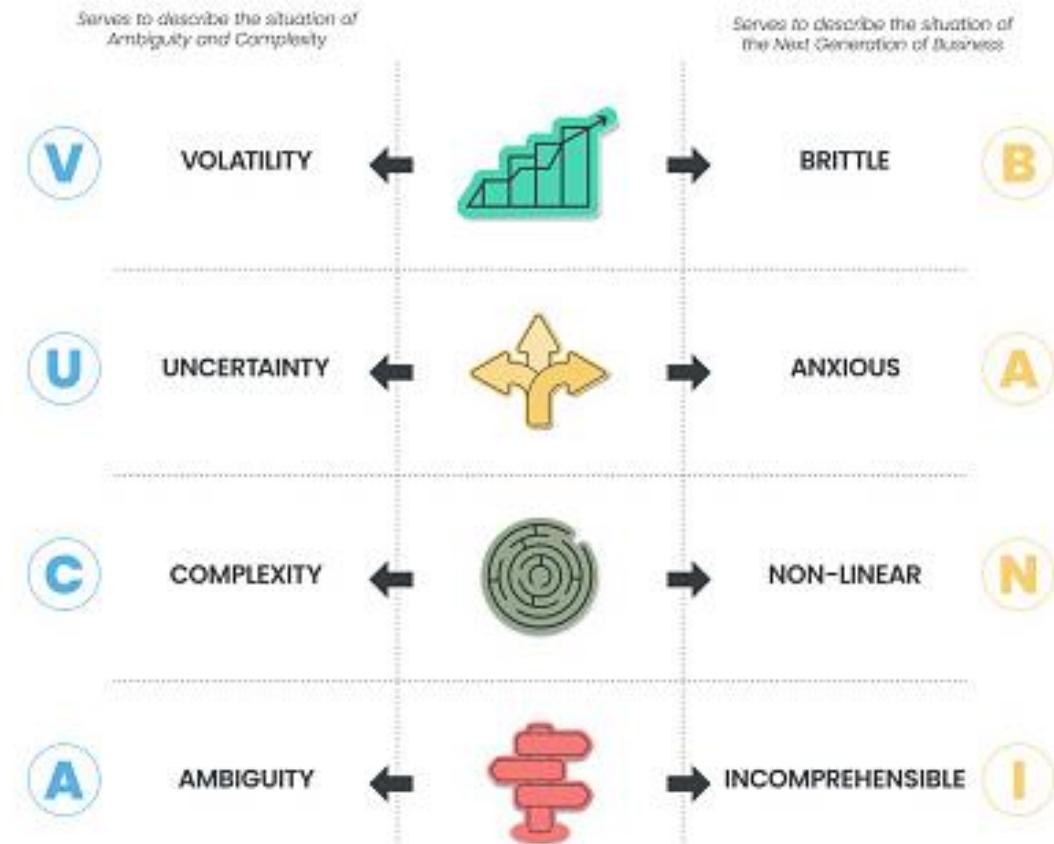 Serves to describe the situation of
Ambiguity and Complexity
Serves to describe the situation of
the Next Generation of Business
V VOLATILITY BRITTLE B
U UNCERTAINTY ANXIOUS A
C COMPLEXITY NON-LINEAR N
A AMBIGUITY INCOMPREHENSIBLE I